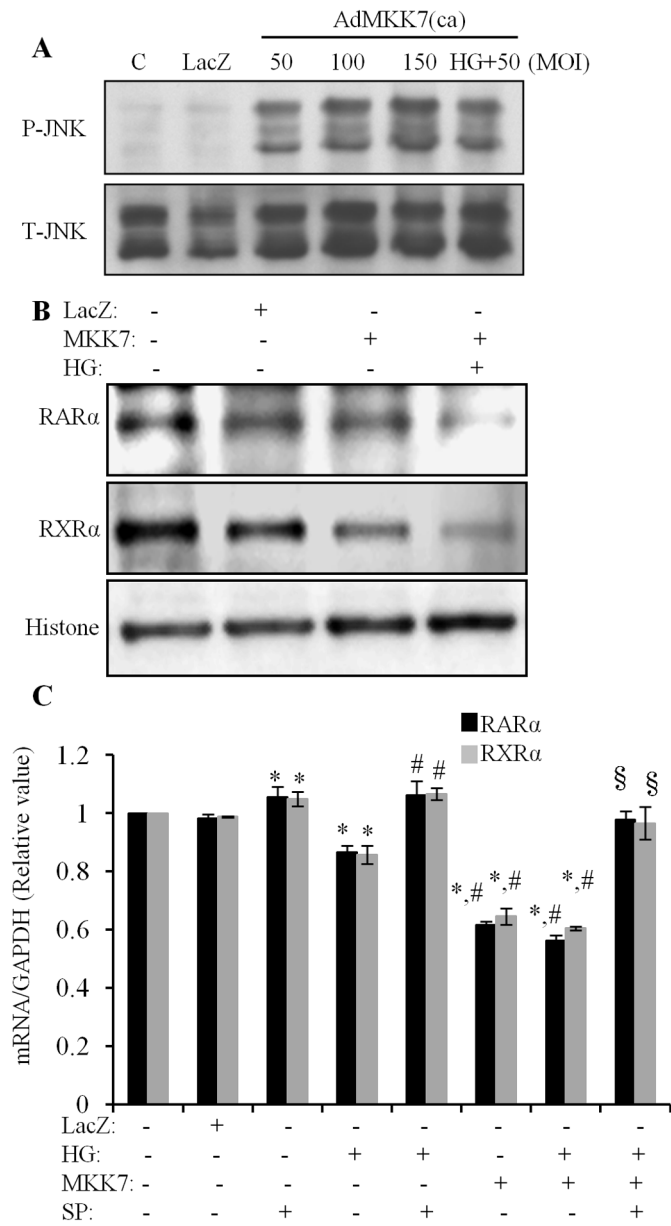 AdMKK7(ca)
A
C LacZ 50 100 150 HG+50 (MOI)
P-JNK
T-JNK
B LacZ: - + - -
MKK7: - - + +
HG: - - - +
RARα
RXRα
Histone
C
RARα
RXRα
mRNA/GAPDH (Relative value)
1.2
1
0.8
0.6
0.4
0.2
0
* * * * # # *,# *,# *,# *,# § §
LacZ: - + - - - - - -
HG: - - - + + - + +
MKK7: - - - - - + + +
SP: - - + - + - - +